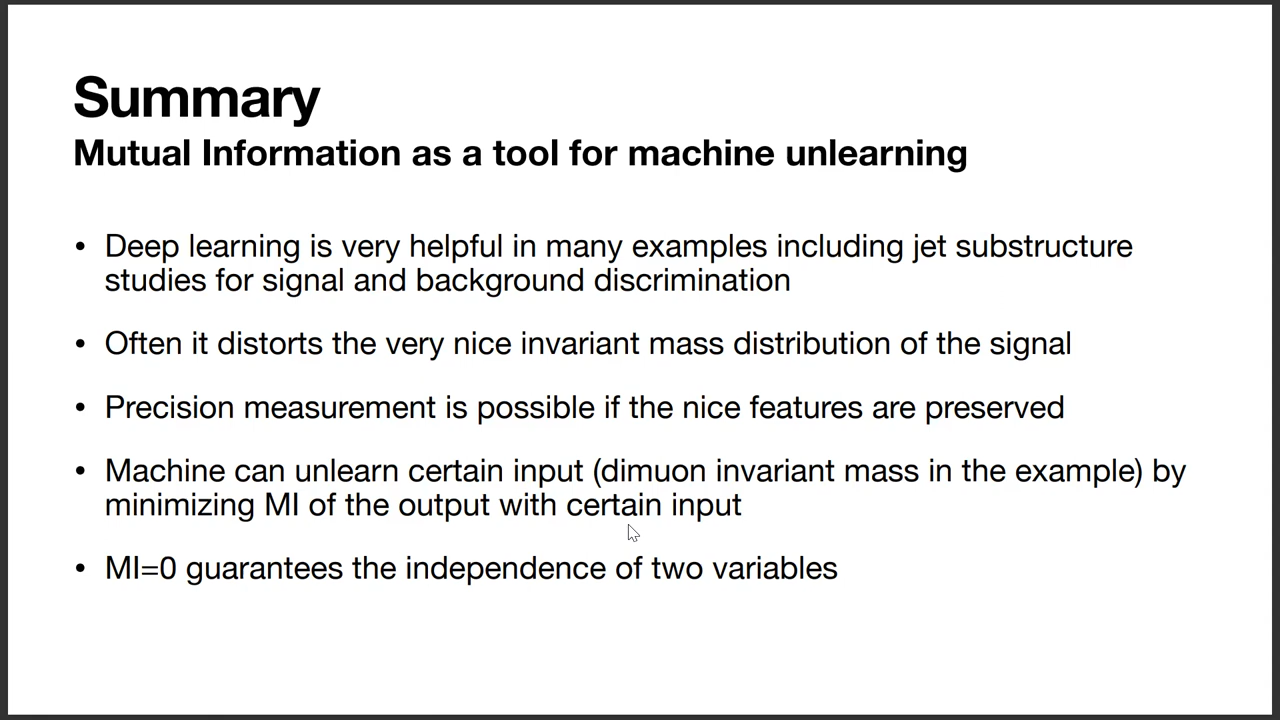 Summary
Mutual Information as a tool for machine unlearning
• Deep learning is very helpful in many examples including jet substructure
studies for signal and background discrimination
• Often it distorts the very nice invariant mass distribution of the signal
• Precision measurement is possible if the nice features are preserved
• Machine can unlearn certain input (dimuon invariant mass in the example) by
minimizing MI of the output with certain input
• MI=0 guarantees the independence of two variables